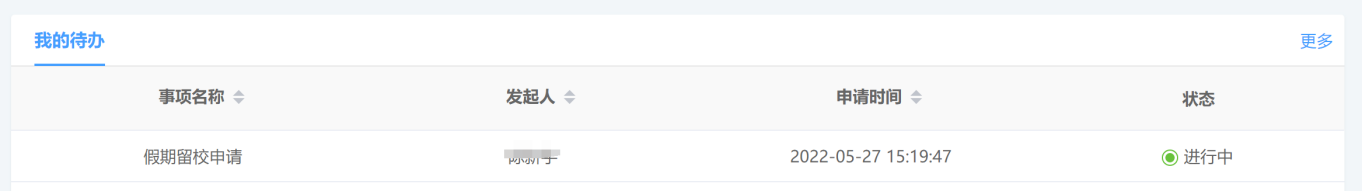 我的待办 更多
事项名称 发起人 申请时间 状态
假期留校申请 2022-05-27 15:19:47 进行中